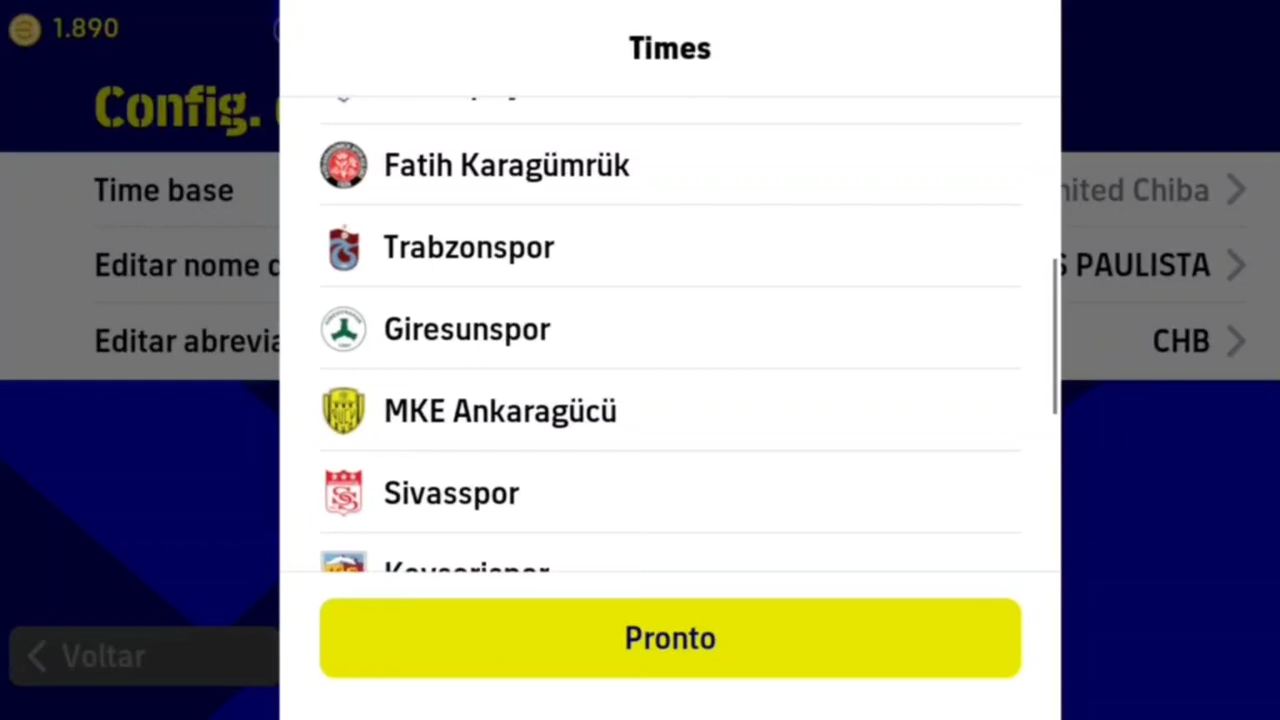 1.890
Times
Config.
Fatih Karagümrük
Time base
nited Chiba
Trabzonspor
Editar nome
PAULISTA
Giresunspor
Editar abrevia
CHB
MKE Ankaragücü
Sivasspor
Kayserispor
Pronto
Voltar